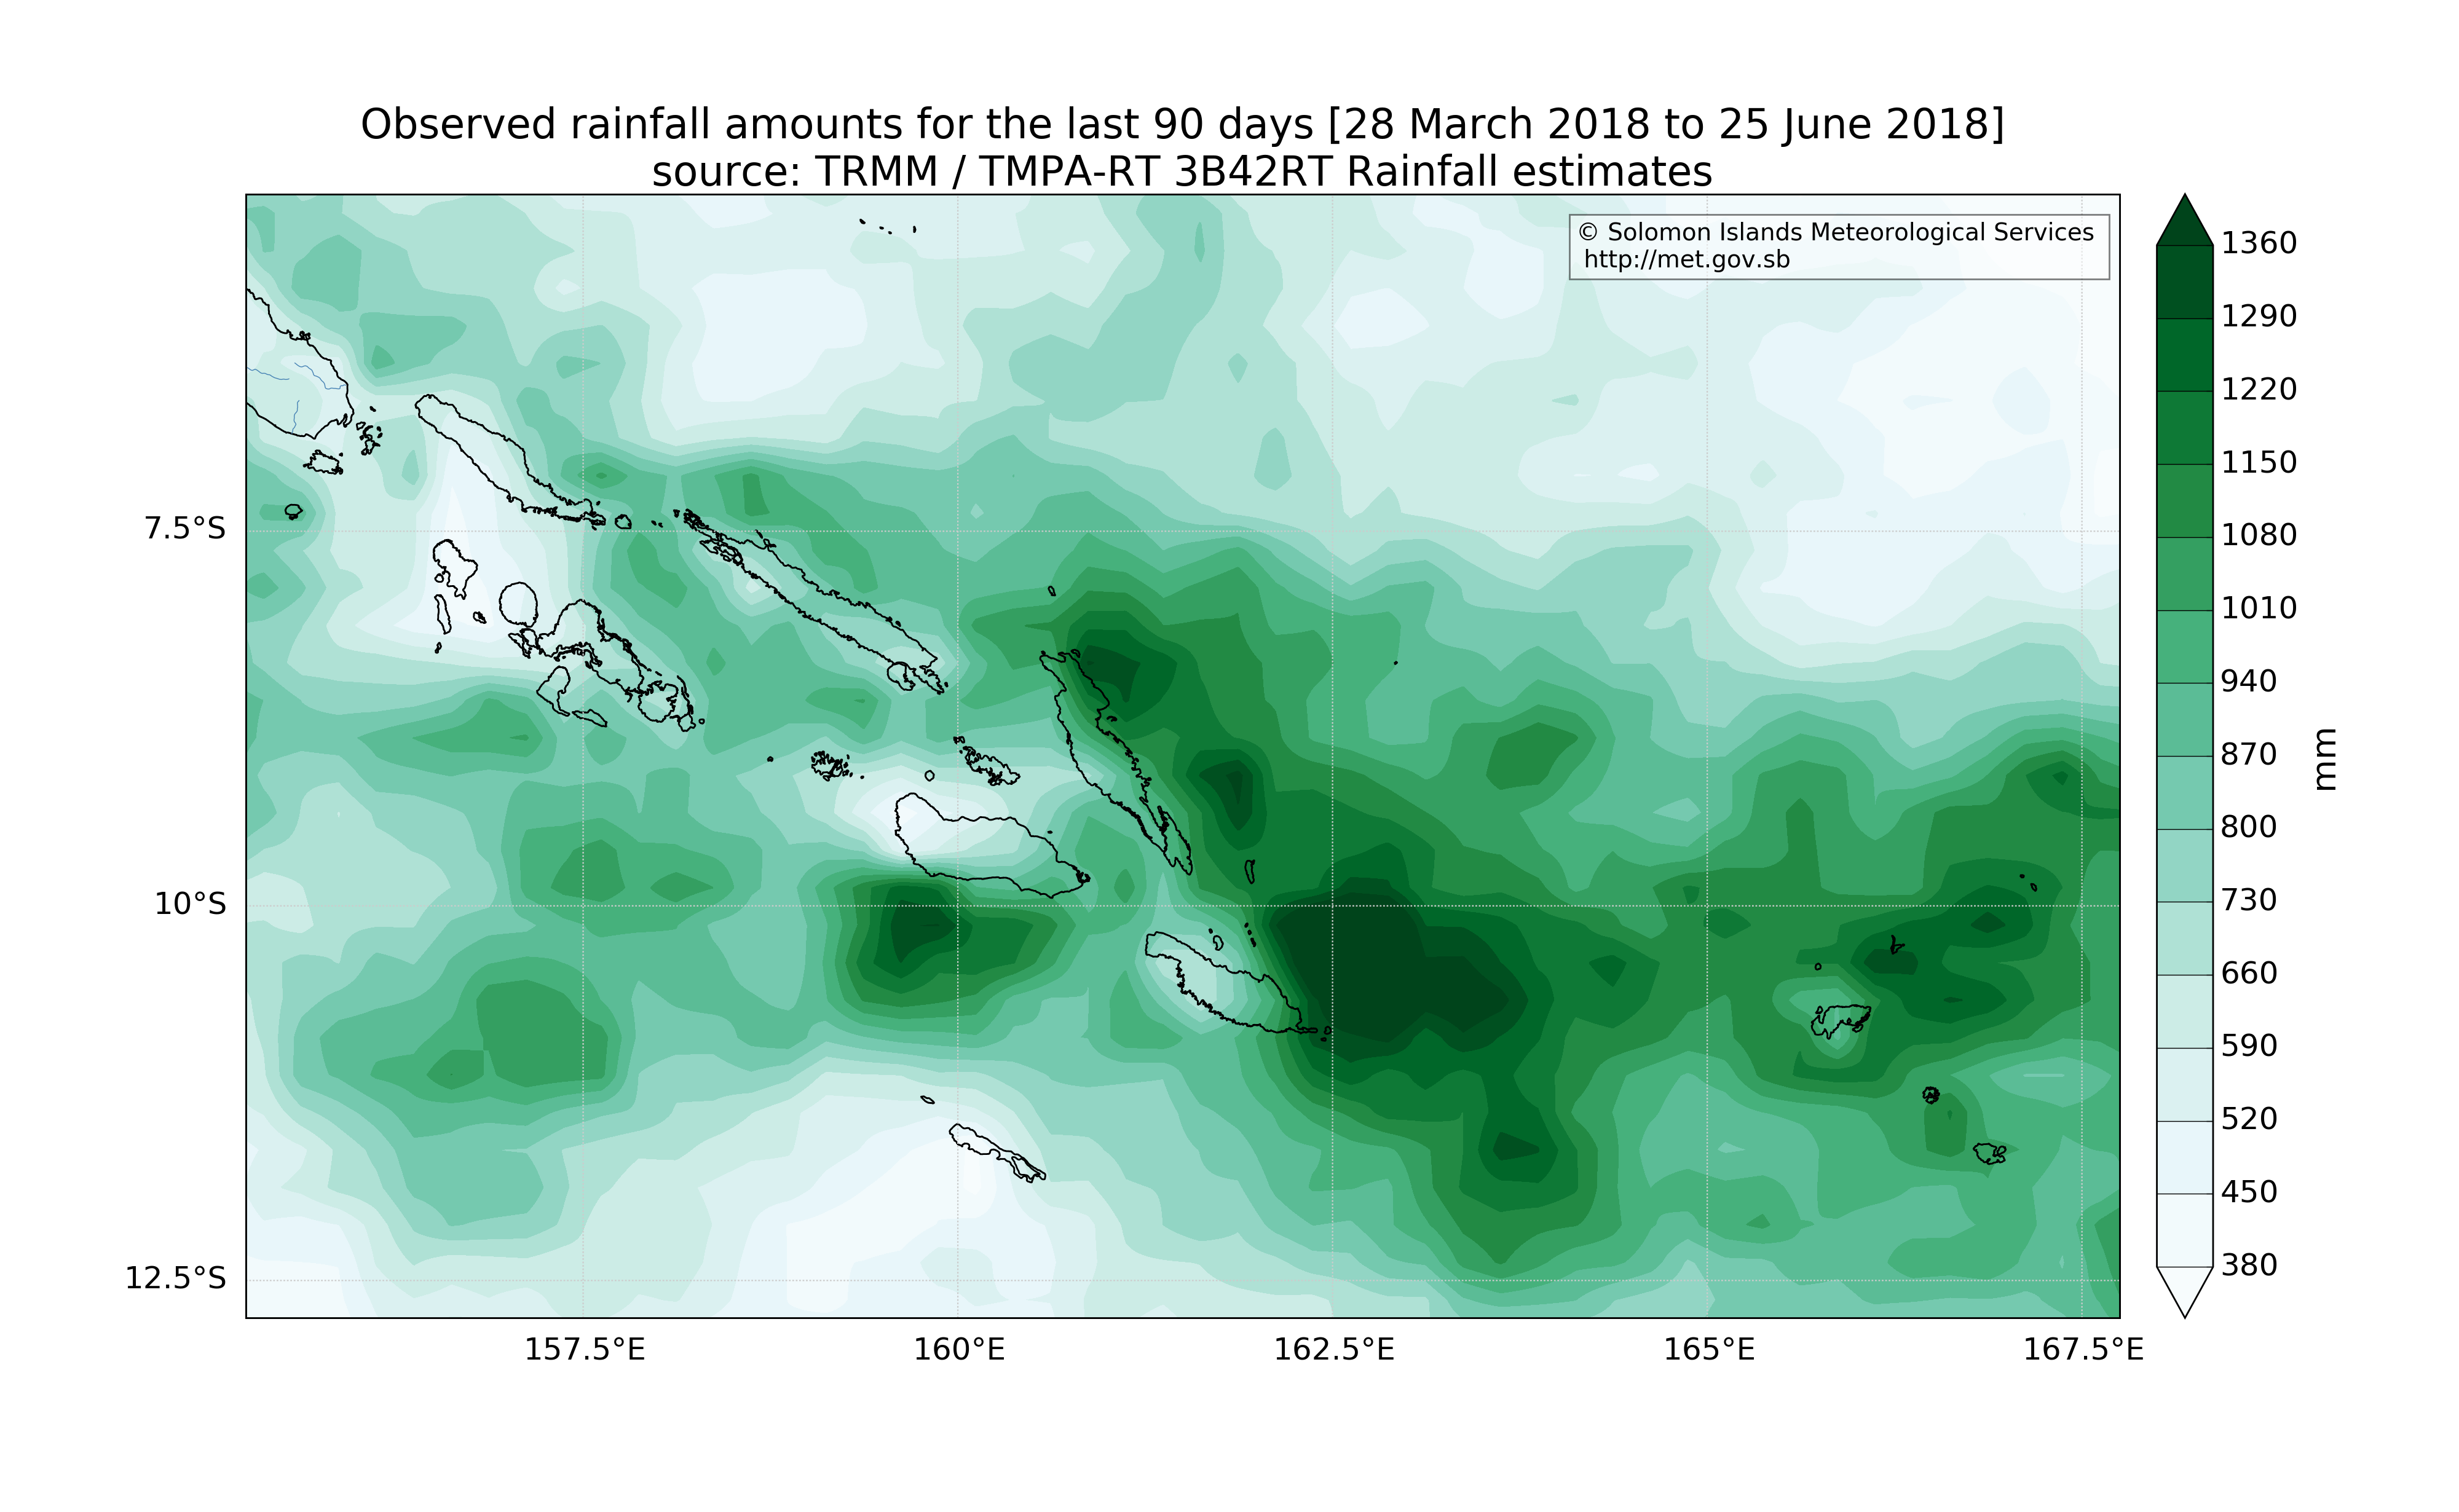 Observed rainfall amounts for the last 90 days [28 March 2018 to 25 June 2018]
source: TRMM / TMPA-RT 3B42RT Rainfall estimates
© Solomon Islands Meteorological Services
http://met.gov.sb
7.5°S
10°S
12.5°S
157.5°E
160°E
162.5°E
165°E
167.5°E
1360
1290
1220
1150
1080
1010
940
870
800
730
660
590
520
450
380
mm